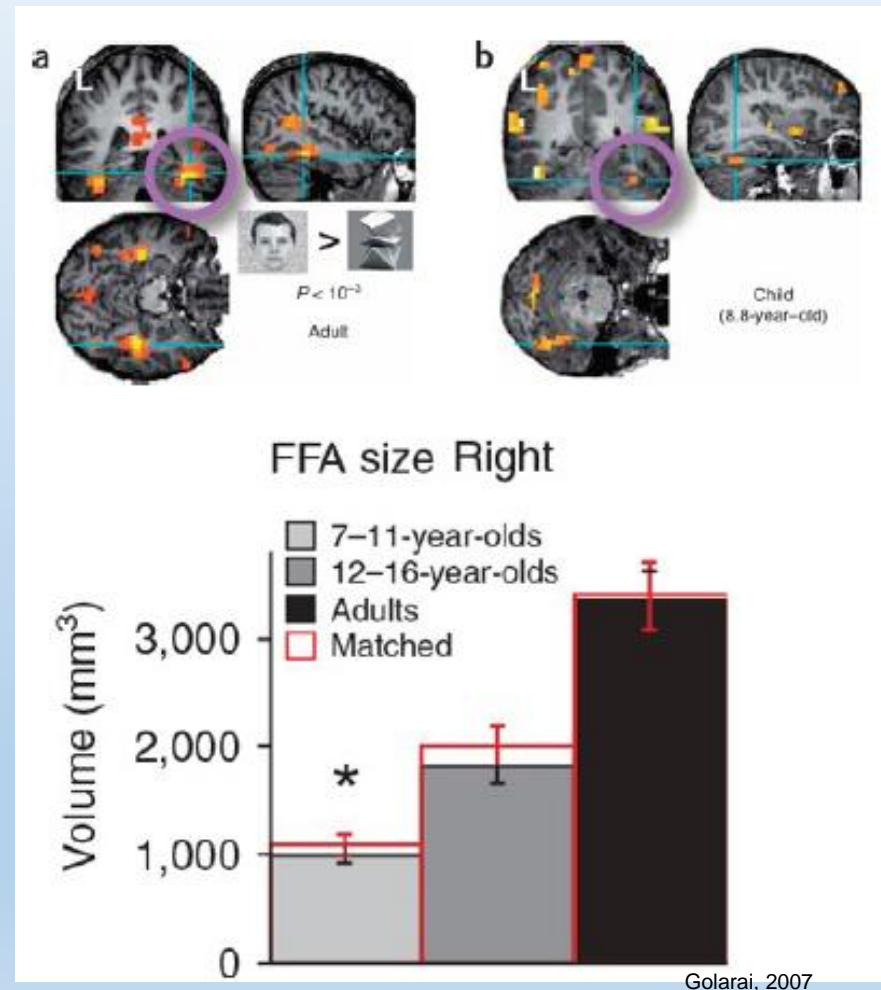 a
L
>
P < 10⁻³
Adult
b
L
Child
(8.8-year-old)
FFA size Right
7–11-year-olds
12–16-year-olds
Adults
Matched
Volume (mm³)
3,000
2,000
1,000
0
*
Golarai, 2007